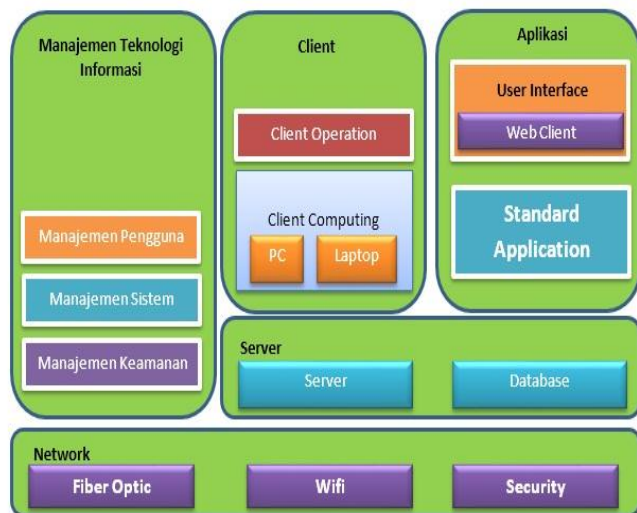 Manajemen Teknologi
Informasi
Manajemen Pengguna
Manajemen Sistem
Manajemen Keamanan
Client
Client Operation
Client Computing
PC
Laptop
Aplikasi
User Interface
Web Client
Standard
Application
Server
Server
Database
Network
Fiber Optic
Wifi
Security